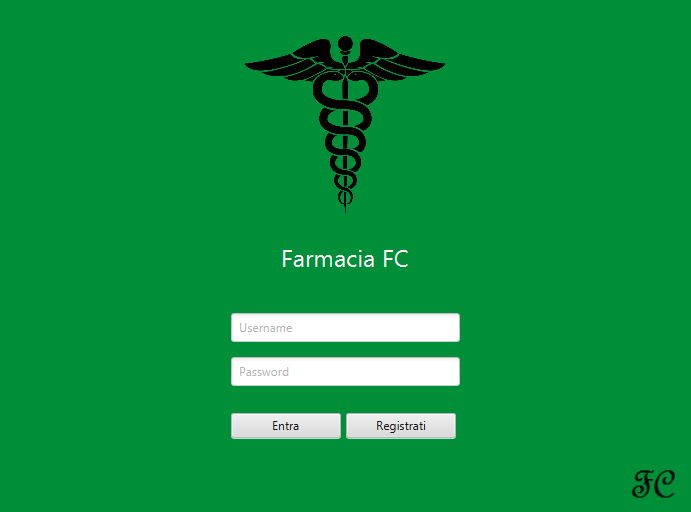 Farmacia FC
Username
Password
Entra Registrati
FC